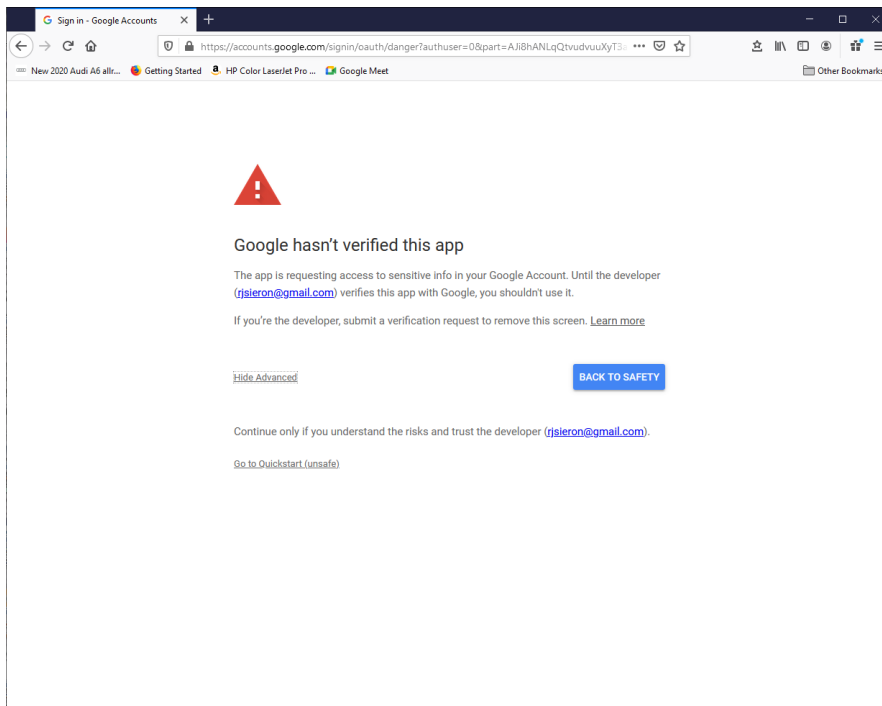 Sign in - Google Accounts
https://accounts.google.com/signin/oauth/danger?authuser=0&part=AJi8hANLqQtvudvuuXyT3a
New 2020 Audi A6 allr...
Getting Started
HP Color LaserJet Pro ...
Google Meet
Other Bookmarks
Google hasn't verified this app
The app is requesting access to sensitive info in your Google Account. Until the developer
(rjsieron@gmail.com) verifies this app with Google, you shouldn't use it.
If you're the developer, submit a verification request to remove this screen. Learn more
Hide Advanced
BACK TO SAFETY
Continue only if you understand the risks and trust the developer (rjsieron@gmail.com).
Go to Quickstart (unsafe)